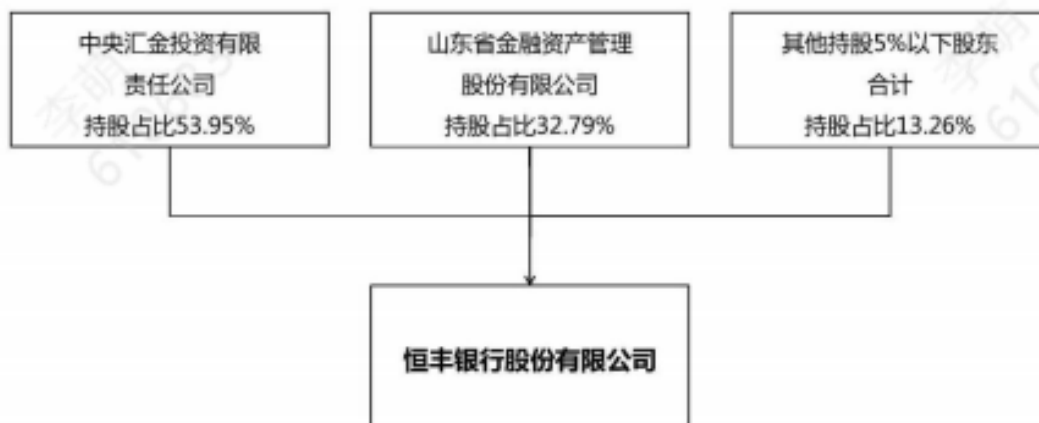 中央汇金投资有限
责任公司
持股占比53.95%
山东省金融资产管理
股份有限公司
持股占比32.79%
其他持股5%以下股东
合计
持股占比13.26%
恒丰银行股份有限公司